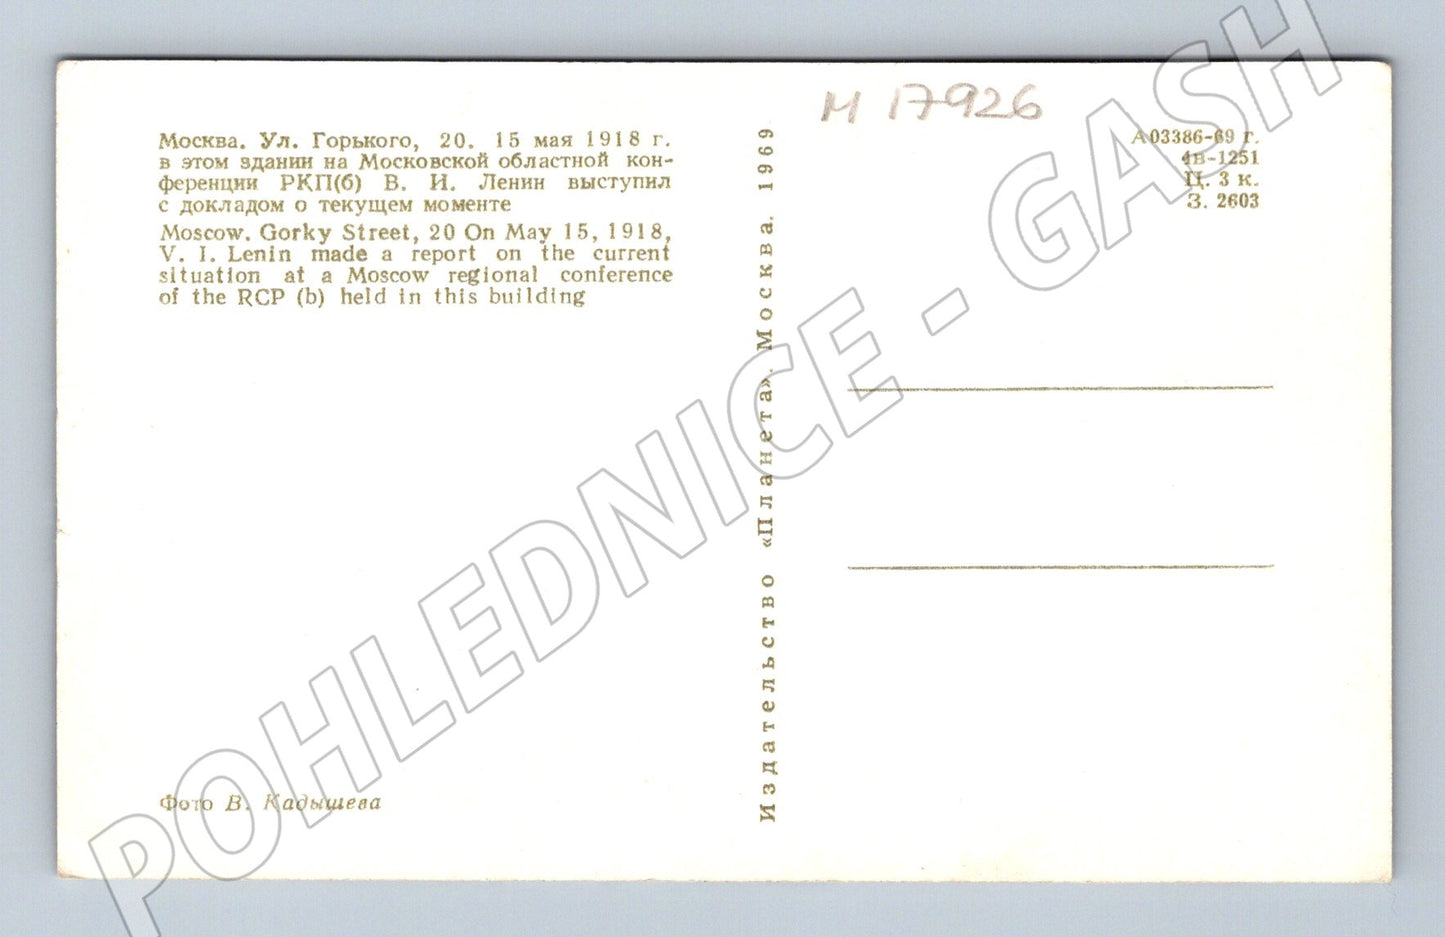 Москва. Ул. Горького, 20. 15 мая 1918 г.
в этом здании на Московской областной кон-
ференции РКП(б) В. И. Ленин выступил
с докладом о текущем моменте
Moscow. Gorky Street, 20 On May 15, 1918,
V. I. Lenin made a report on the current
situation at a Moscow regional conference
of the RCP (b) held in this building
Фото В. Кадышева
Издательство «Планета». Москва. 1969
М 17926
А03386-69 г.
4в-1251
Ц. 3 к.
З. 2603
POHLEDNICE - GASH